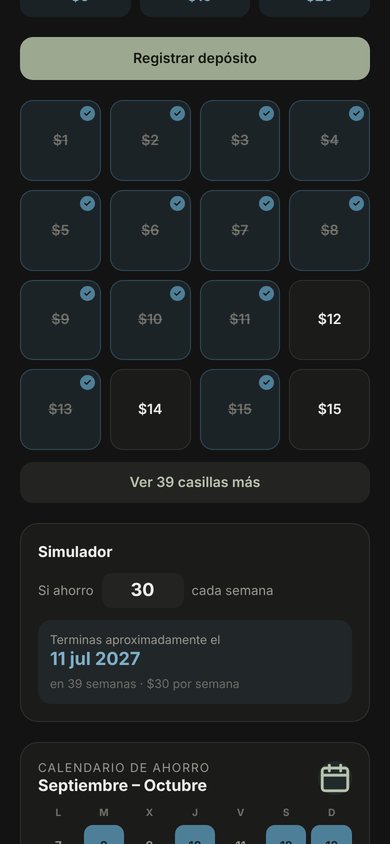 Registrar depósito
$1 $2 $3 $4
$5 $6 $7 $8
$9 $10 $11 $12
$13 $14 $15 $15
Ver 39 casillas más
Simulador
Si ahorro 30 cada semana
Terminas aproximadamente el
11 jul 2027
en 39 semanas · $30 por semana
CALENDARIO DE AHORRO
Septiembre – Octubre
L M X J V S D